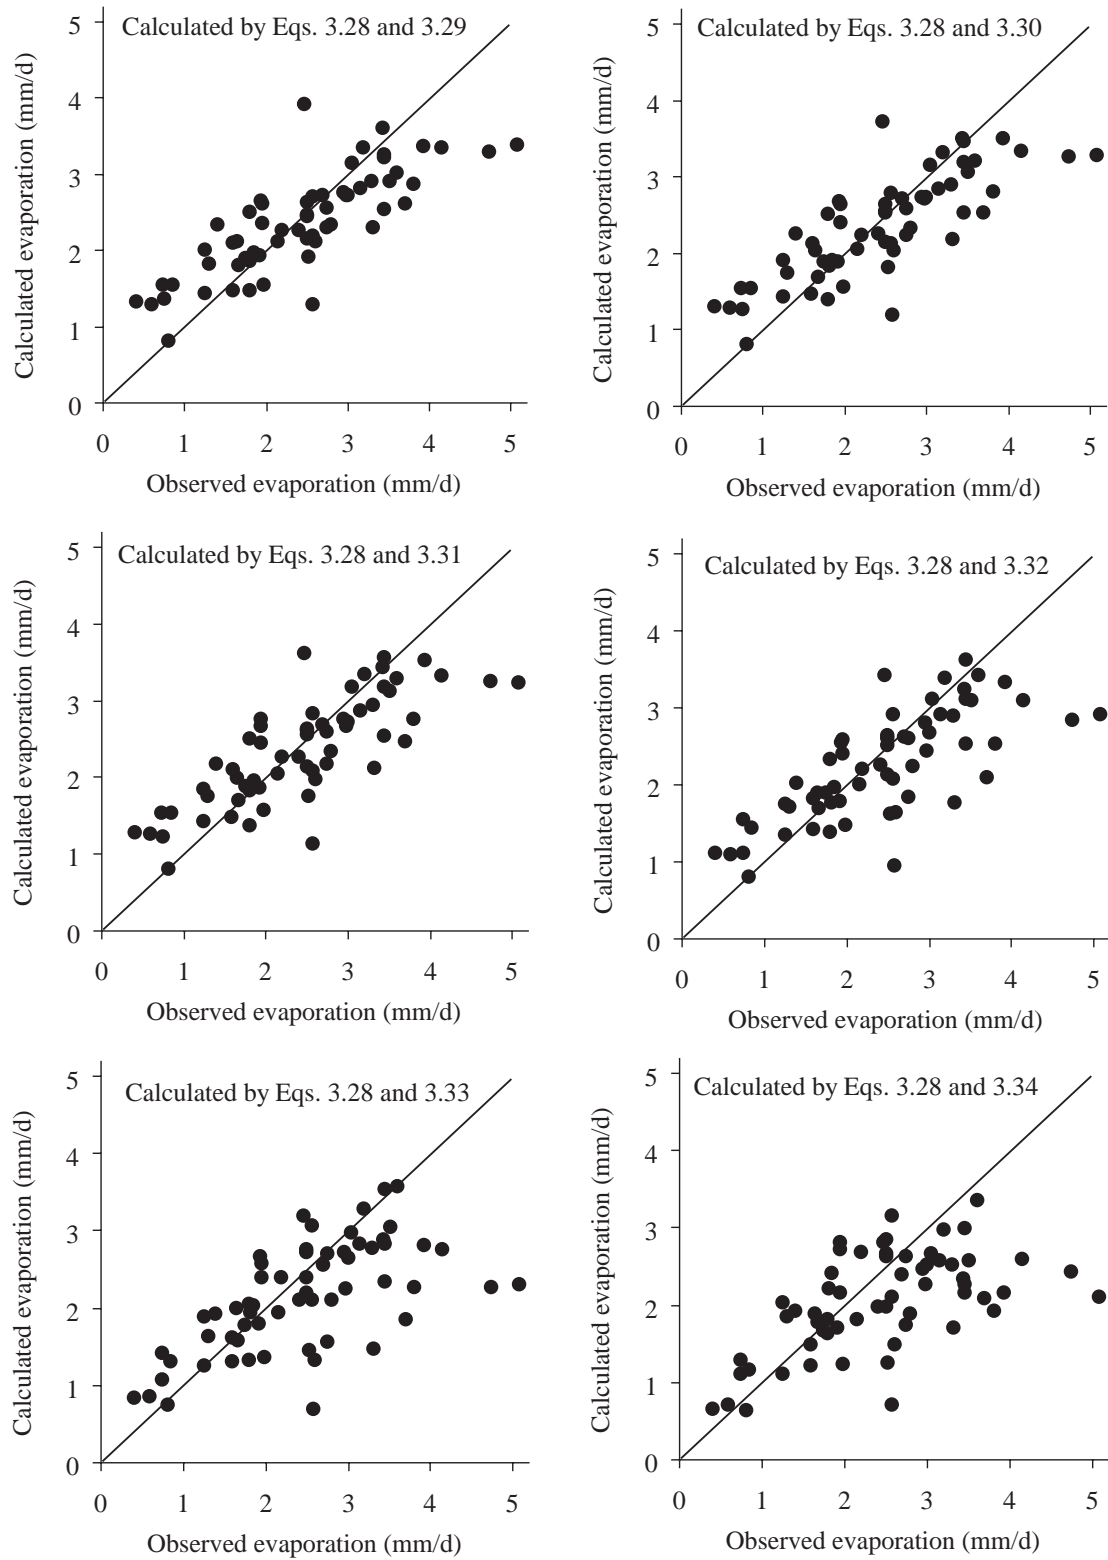 Calculated by Eqs. 3.28 and 3.29
Calculated evaporation (mm/d)
5
4
3
2
1
0
0 1 2 3 4 5
Observed evaporation (mm/d)
Calculated by Eqs. 3.28 and 3.30
Calculated evaporation (mm/d)
5
4
3
2
1
0
0 1 2 3 4 5
Observed evaporation (mm/d)
Calculated by Eqs. 3.28 and 3.31
Calculated evaporation (mm/d)
5
4
3
2
1
0
0 1 2 3 4 5
Observed evaporation (mm/d)
Calculated by Eqs. 3.28 and 3.32
Calculated evaporation (mm/d)
5
4
3
2
1
0
0 1 2 3 4 5
Observed evaporation (mm/d)
Calculated by Eqs. 3.28 and 3.33
Calculated evaporation (mm/d)
5
4
3
2
1
0
0 1 2 3 4 5
Observed evaporation (mm/d)
Calculated by Eqs. 3.28 and 3.34
Calculated evaporation (mm/d)
5
4
3
2
1
0
0 1 2 3 4 5
Observed evaporation (mm/d)